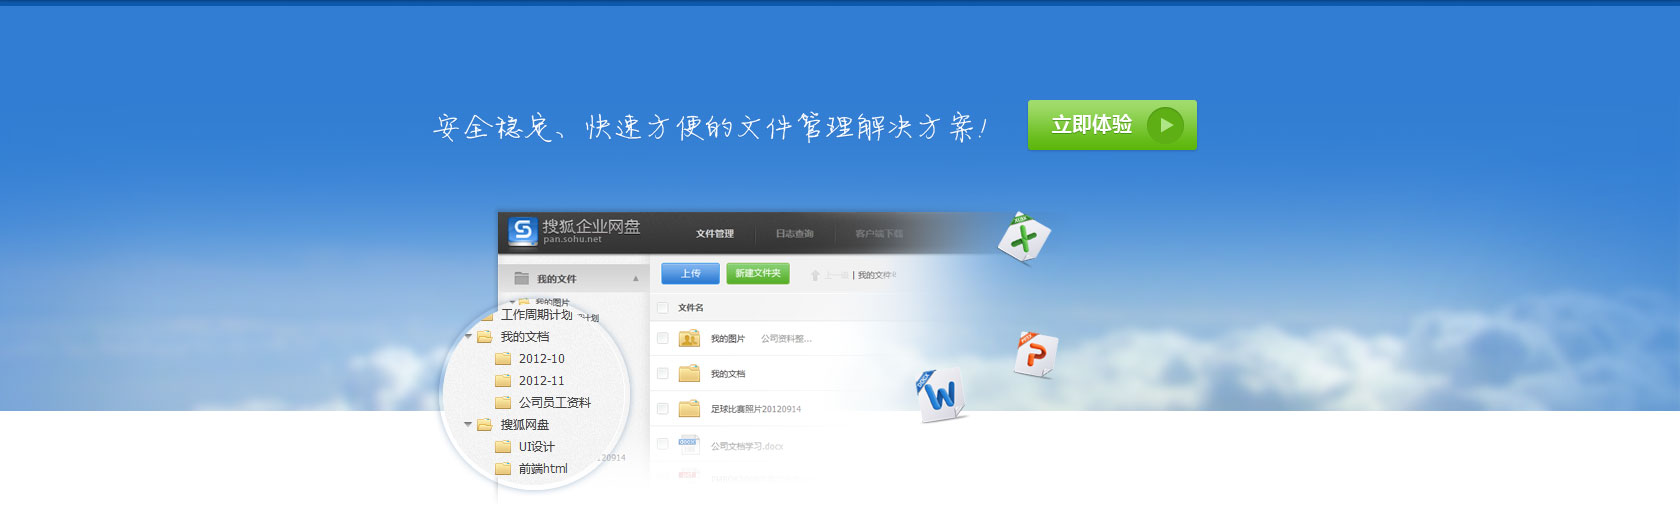 安全稳定、快速方便的文件管理解决方案!
立即体验
搜狐企业网盘
pan.sohu.net
文件管理
日志查询
客户端下载
我的文件
上传
新建文件夹
上一级 | 我的文件
我的图片
工作周期计划
计划
我的文档
2012-10
2012-11
公司员工资料
搜狐网盘
UI设计
前端html
20914
文件名
我的图片 公司资料整...
我的文档
足球比赛照片20120914
公司文档学习.docx
W
P